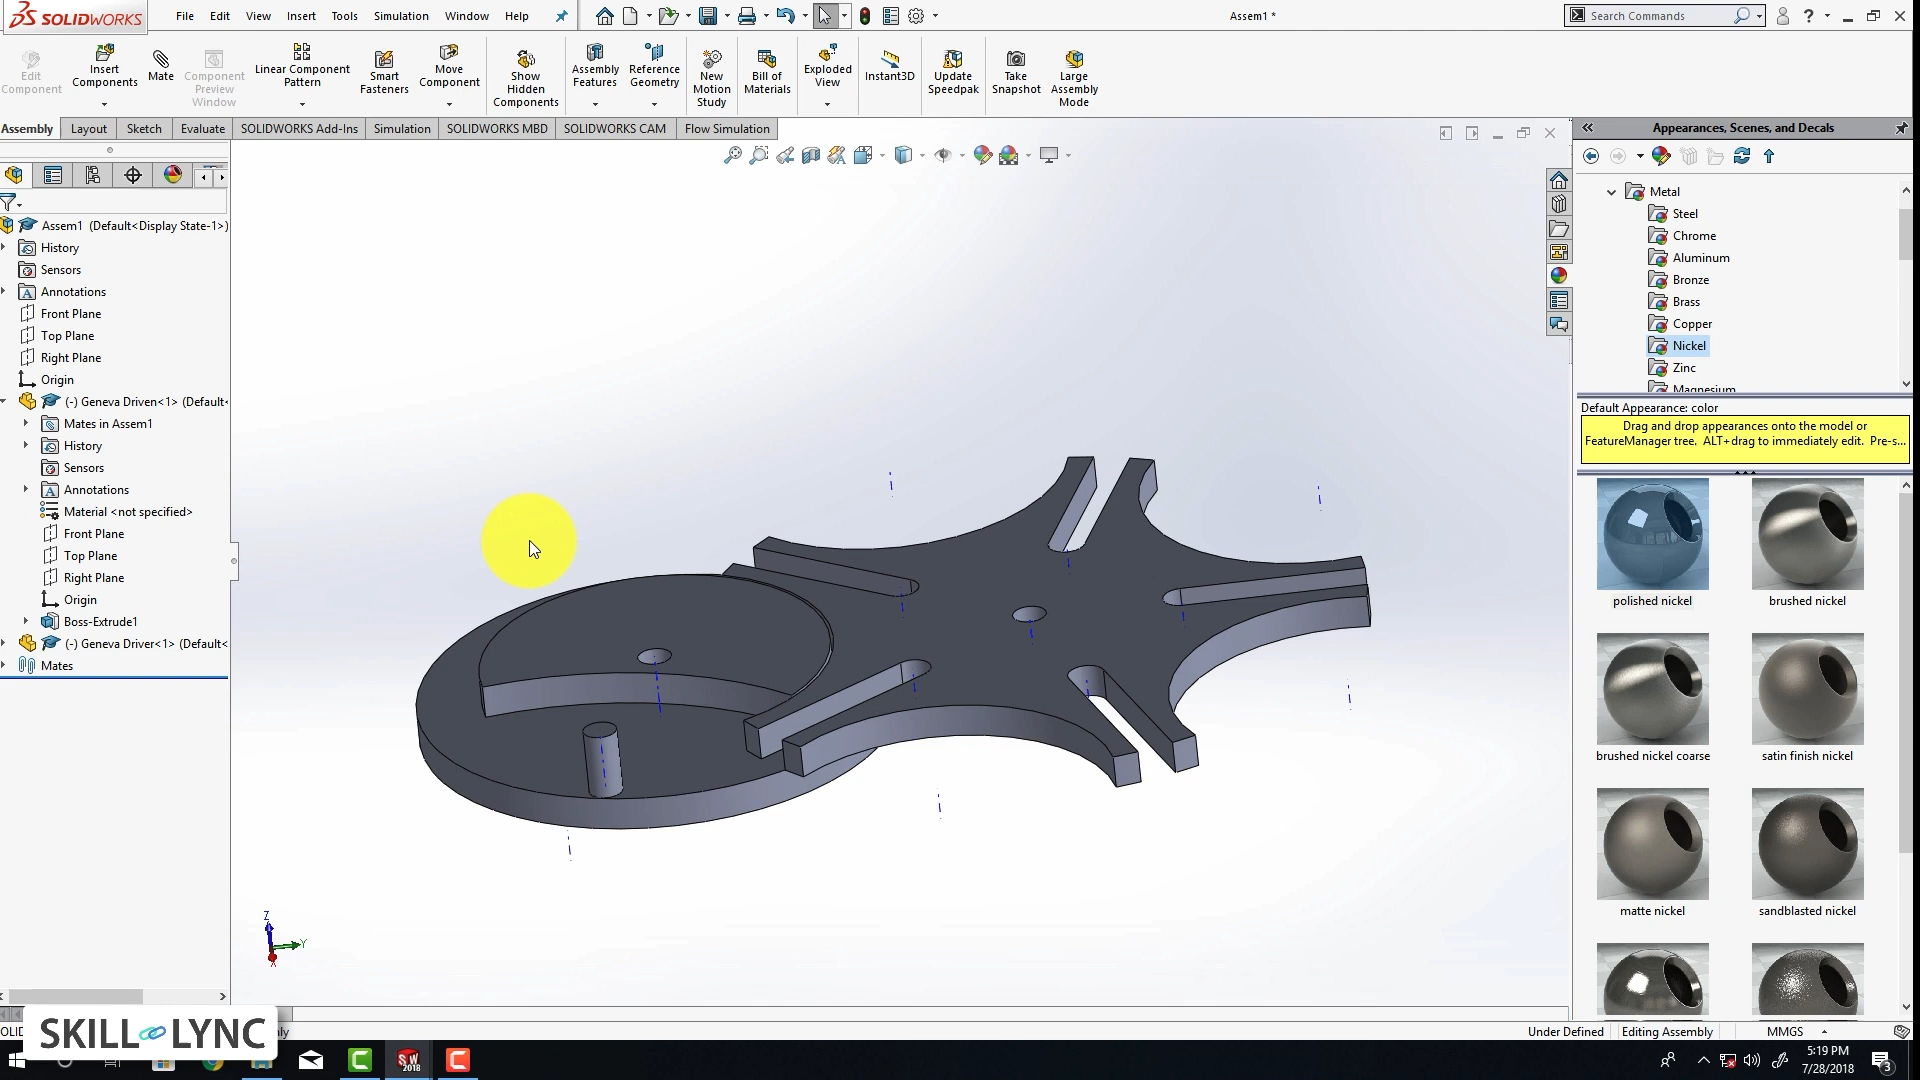 SOLIDWORKS
File Edit View Insert Tools Simulation Window Help
Assem1 *
Search Commands
Edit Component
Insert Components
Mate
Component Preview Window
Linear Component Pattern
Smart Fasteners
Move Component
Show Hidden Components
Assembly Features
Reference Geometry
New Motion Study
Bill of Materials
Exploded View
Instant3D
Update Speedpak
Take Snapshot
Large Assembly Mode
Assembly Layout Sketch Evaluate SOLIDWORKS Add-Ins Simulation SOLIDWORKS MBD SOLIDWORKS CAM Flow Simulation
Assem1 (Default<Display State-1>)
History
Sensors
Annotations
Front Plane
Top Plane
Right Plane
Origin
(-) Geneva Driven<1> (Default<
Mates in Assem1
History
Sensors
Annotations
Material <not specified>
Front Plane
Top Plane
Right Plane
Origin
Boss-Extrude1
(-) Geneva Driver<1> (Default<
Mates
Z
Y
X
Appearances, Scenes, and Decals
Metal
Steel
Chrome
Aluminum
Bronze
Brass
Copper
Nickel
Zinc
Magnesium
Default Appearance: color
Drag and drop appearances onto the model or
FeatureManager tree. ALT+drag to immediately edit. Pre-s...
polished nickel
brushed nickel
brushed nickel coarse
satin finish nickel
matte nickel
sandblasted nickel
SKILL LYNC
Under Defined Editing Assembly MMGS
SW 2018
5:19 PM
7/28/2018
3